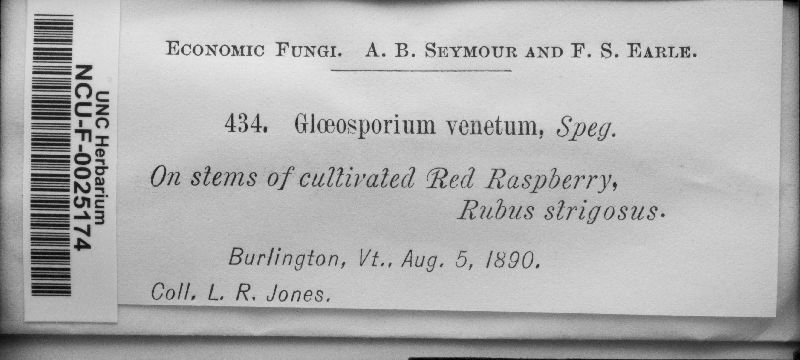 ECONOMIC FUNGI. A. B. SEYMOUR AND F. S. EARLE.
434. Glœosporium venetum, Speg.
On stems of cultivated Red Raspberry,
Rubus strigosus.
Burlington, Vt., Aug. 5, 1890.
Coll. L. R. Jones.
UNC Herbarium
NCU-F-0025174